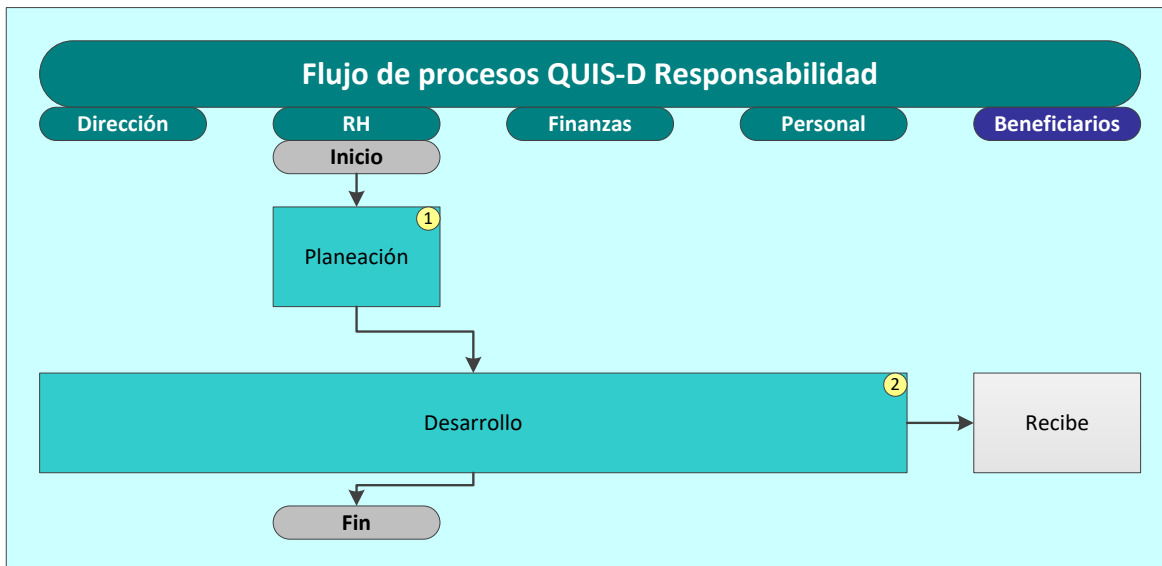 Flujo de procesos QUIS-D Responsabilidad
Dirección
RH
Finanzas
Personal
Beneficiarios
Inicio
1
Planeación
2
Desarrollo
Recibe
Fin